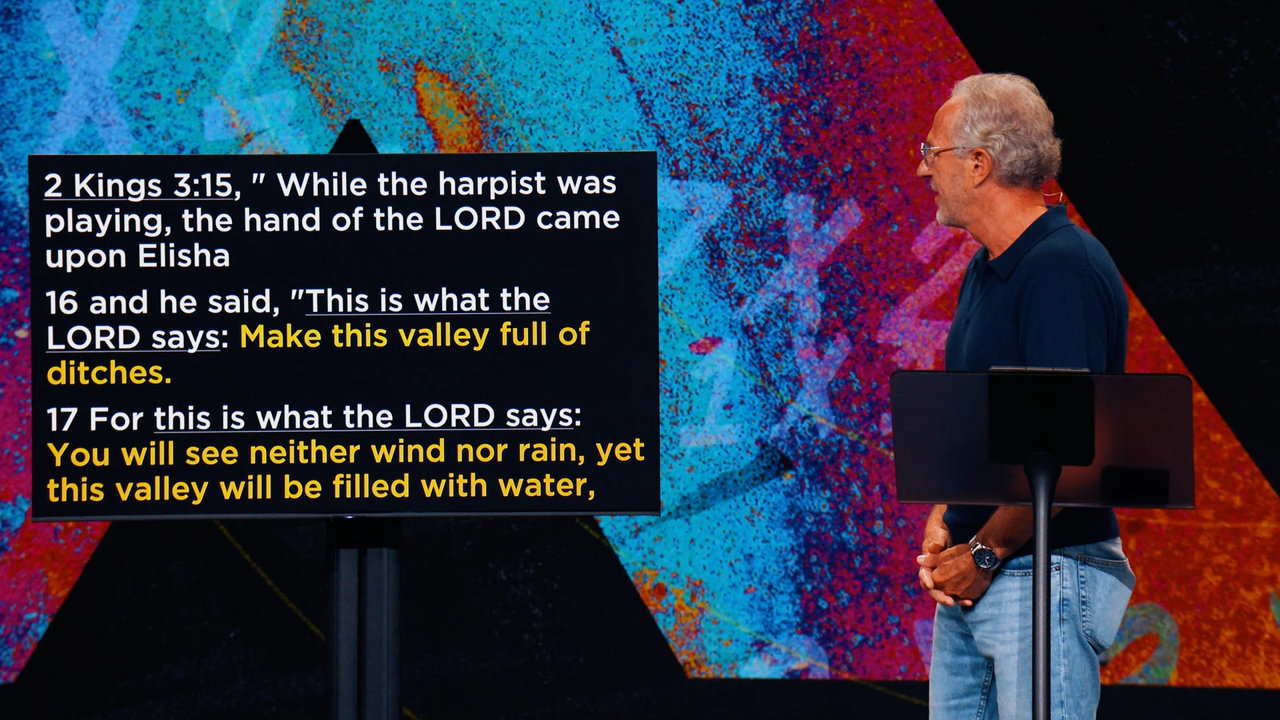 2 Kings 3:15, " While the harpist was
playing, the hand of the LORD came
upon Elisha
16 and he said, "This is what the
LORD says: Make this valley full of
ditches.
17 For this is what the LORD says:
You will see neither wind nor rain, yet
this valley will be filled with water,